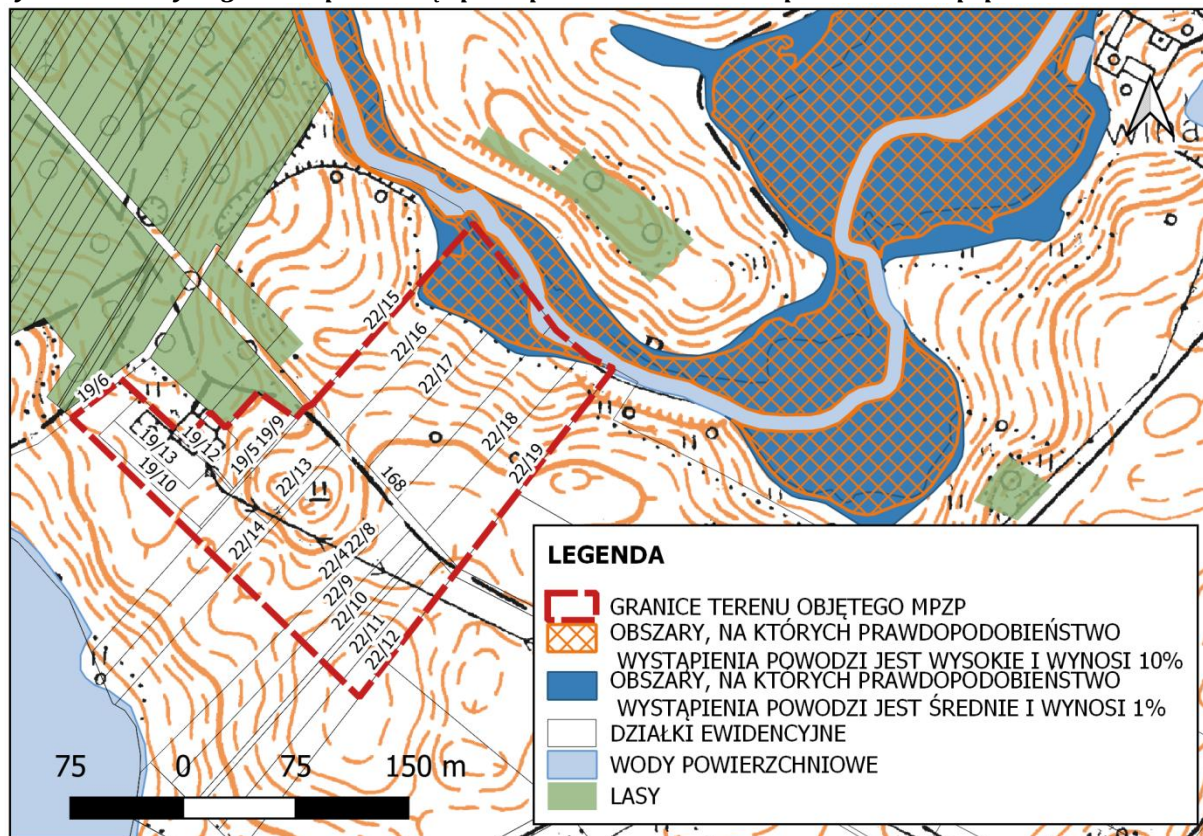 22/15
22/16
22/17
22/18
22/19
19/6
19/13
19/12
19/10
19/5
19/9
22/13
168
22/14
22/4
22/8
22/9
22/10
22/11
22/12
LEGENDA
GRANICE TERENU OBJĘTEGO MPZP
OBSZARY, NA KTÓRYCH PRAWDOPODOBIEŃSTWO
WYSTĄPIENIA POWODZI JEST WYSOKIE I WYNOSI 10%
OBSZARY, NA KTÓRYCH PRAWDOPODOBIEŃSTWO
WYSTĄPIENIA POWODZI JEST ŚREDNIE I WYNOSI 1%
DZIAŁKI EWIDENCYJNE
WODY POWIERZCHNIOWE
LASY
75 0 75 150 m